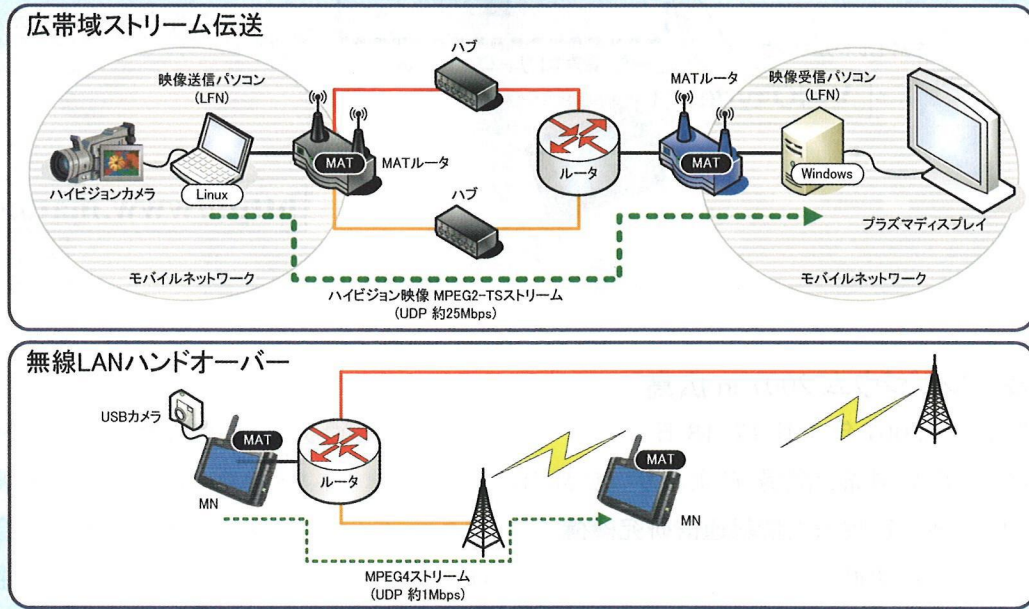 広帯域ストリーム伝送
ハブ
映像送信パソコン
(LFN)
MATルータ
映像受信パソコン
(LFN)
MAT
MATルータ
ルータ
MAT
Linux
Windows
ハイビジョンカメラ
ハブ
プラズマディスプレイ
モバイルネットワーク
モバイルネットワーク
ハイビジョン映像 MPEG2-TSストリーム
(UDP 約25Mbps)
無線LANハンドオーバー
USBカメラ
MAT
ルータ
MAT
MN
MN
MPEG4ストリーム
(UDP 約1Mbps)